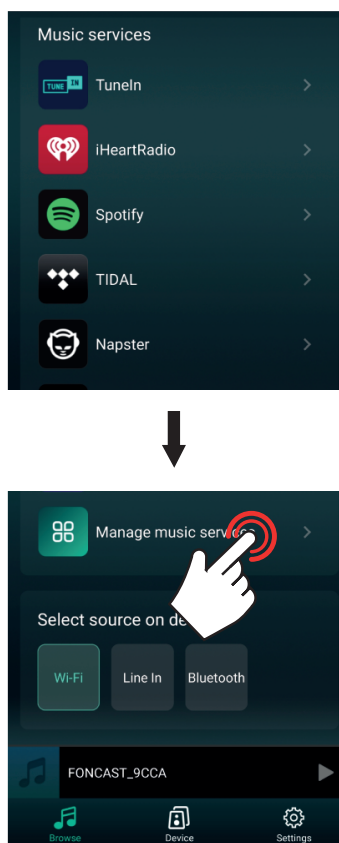 Music services
TUNE IN
TuneIn
iHeartRadio
Spotify
TIDAL
Napster
Manage music services
Select source on de
Wi-Fi
Line In
Bluetooth
FONCAST_9CCA
Browse
Device
Settings